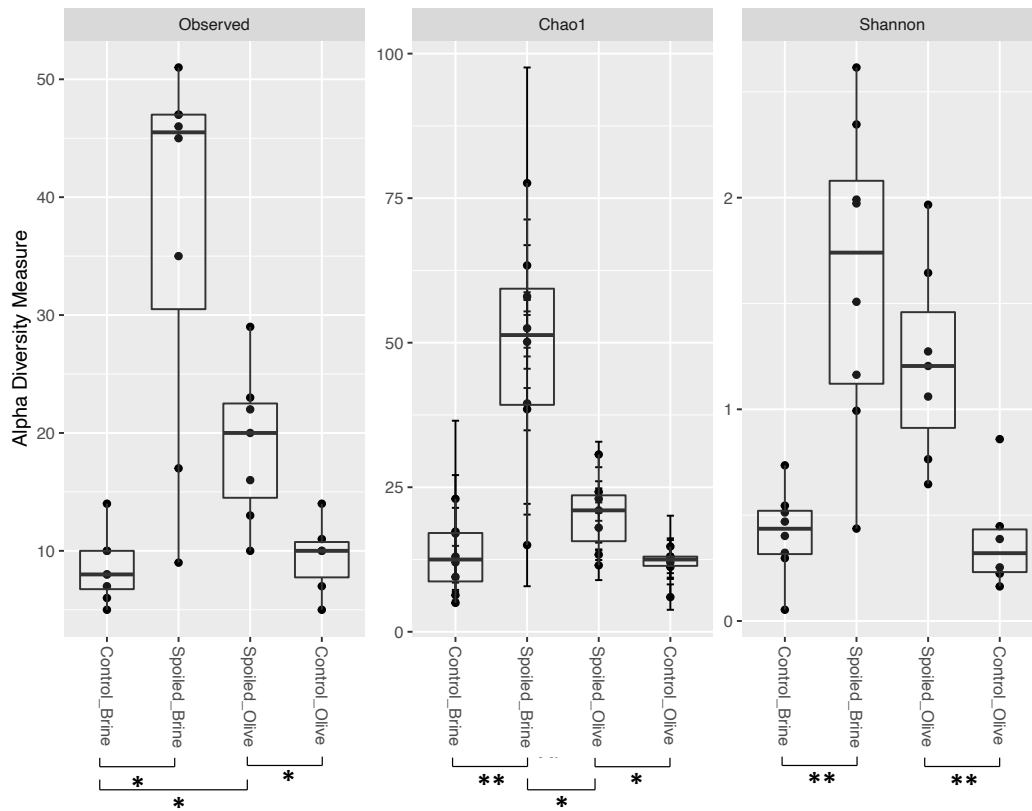 Observed
Chao1
Shannon
Alpha Diversity Measure
50
40
30
20
10
100
75
50
25
0
2
1
0
Control_Brine
Spoiled_Brine
Spoiled_Olive
Control_Olive
Control_Brine
Spoiled_Brine
Spoiled_Olive
Control_Olive
Control_Brine
Spoiled_Brine
Spoiled_Olive
Control_Olive
*
*
*
**
*
*
**
**